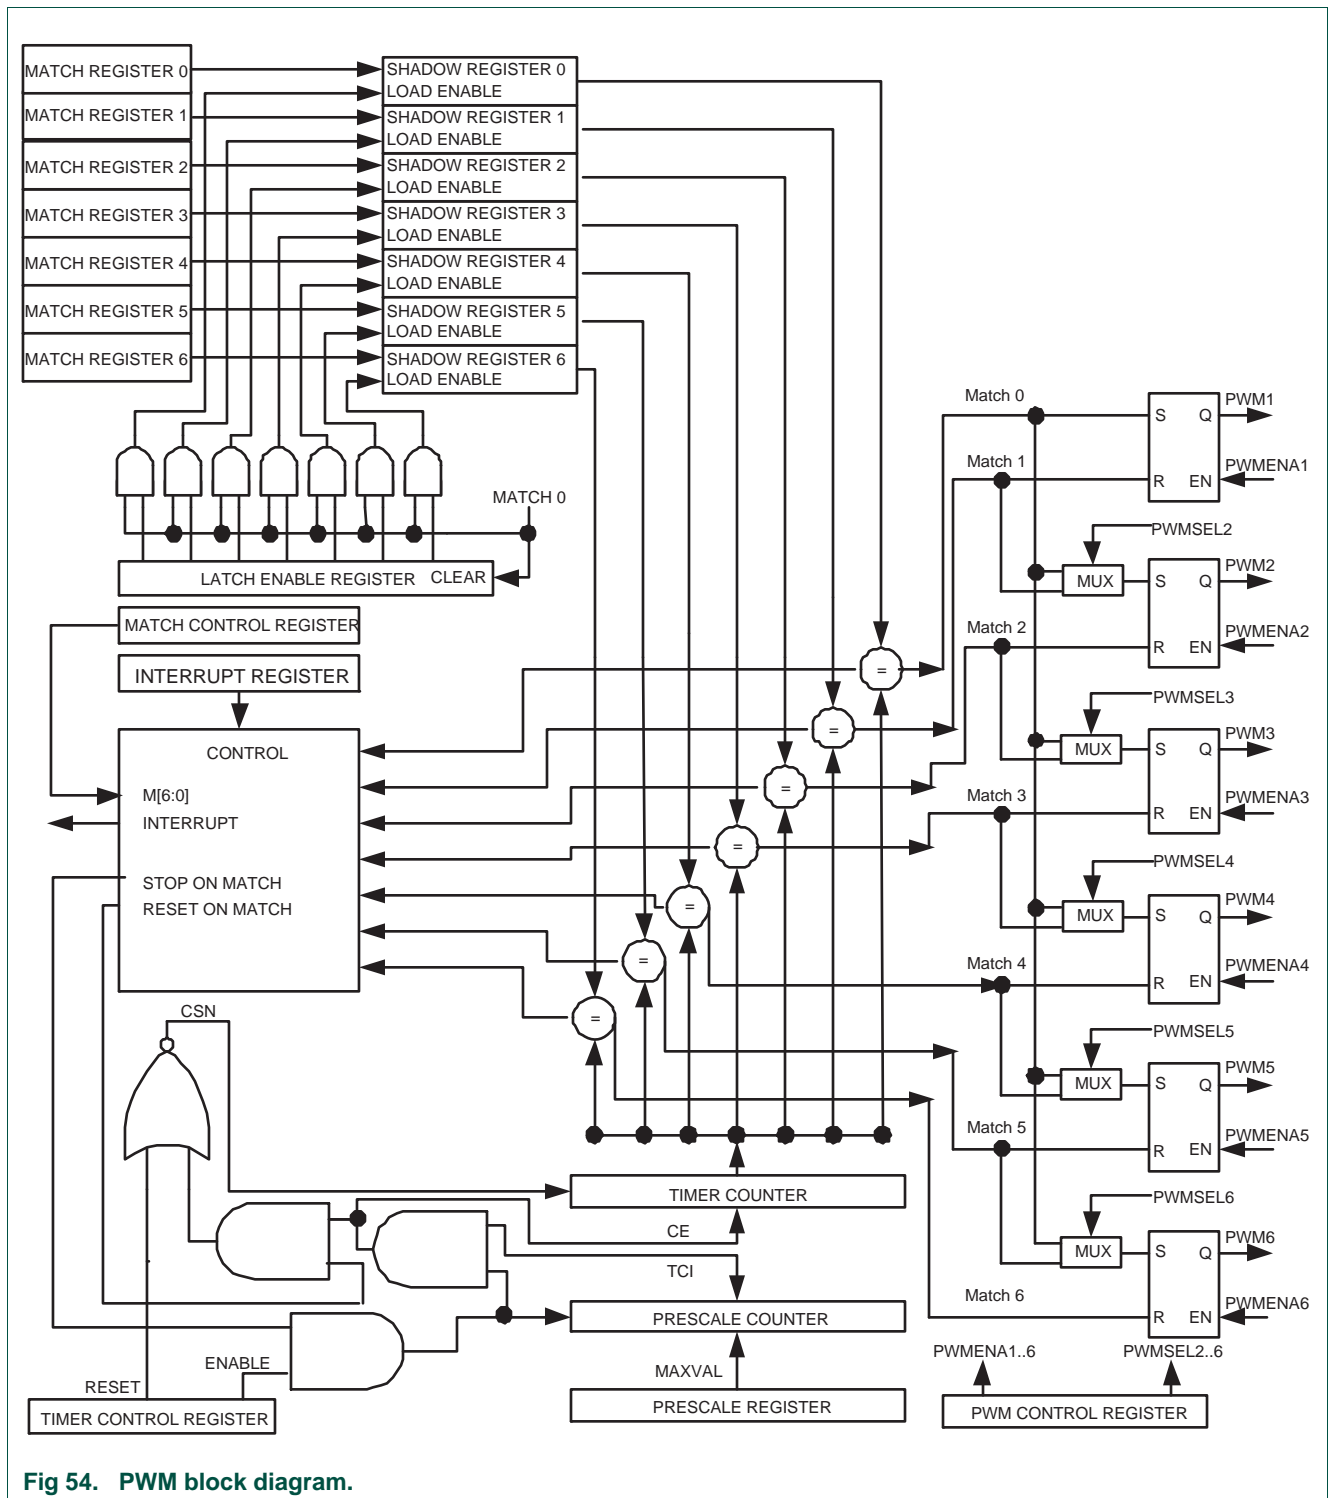 MATCH REGISTER 0
MATCH REGISTER 1
MATCH REGISTER 2
MATCH REGISTER 3
MATCH REGISTER 4
MATCH REGISTER 5
MATCH REGISTER 6
SHADOW REGISTER 0
LOAD ENABLE
SHADOW REGISTER 1
LOAD ENABLE
SHADOW REGISTER 2
LOAD ENABLE
SHADOW REGISTER 3
LOAD ENABLE
SHADOW REGISTER 4
LOAD ENABLE
SHADOW REGISTER 5
LOAD ENABLE
SHADOW REGISTER 6
LOAD ENABLE
MATCH 0
LATCH ENABLE REGISTER CLEAR
MATCH CONTROL REGISTER
INTERRUPT REGISTER
CONTROL
M[6:0]
INTERRUPT
STOP ON MATCH
RESET ON MATCH
=
=
=
=
=
=
=
CSN
TIMER COUNTER
CE
TCI
PRESCALE COUNTER
MAXVAL
PRESCALE REGISTER
ENABLE
RESET
TIMER CONTROL REGISTER
Match 0
S Q PWM1
Match 1
R EN PWMENA1
PWMSEL2
MUX
S Q PWM2
Match 2
R EN PWMENA2
PWMSEL3
MUX
S Q PWM3
Match 3
R EN PWMENA3
PWMSEL4
MUX
S Q PWM4
Match 4
R EN PWMENA4
PWMSEL5
MUX
S Q PWM5
Match 5
R EN PWMENA5
PWMSEL6
MUX
S Q PWM6
Match 6
R EN PWMENA6
PWMENA1..6
PWMSEL2..6
PWM CONTROL REGISTER
Fig 54. PWM block diagram.